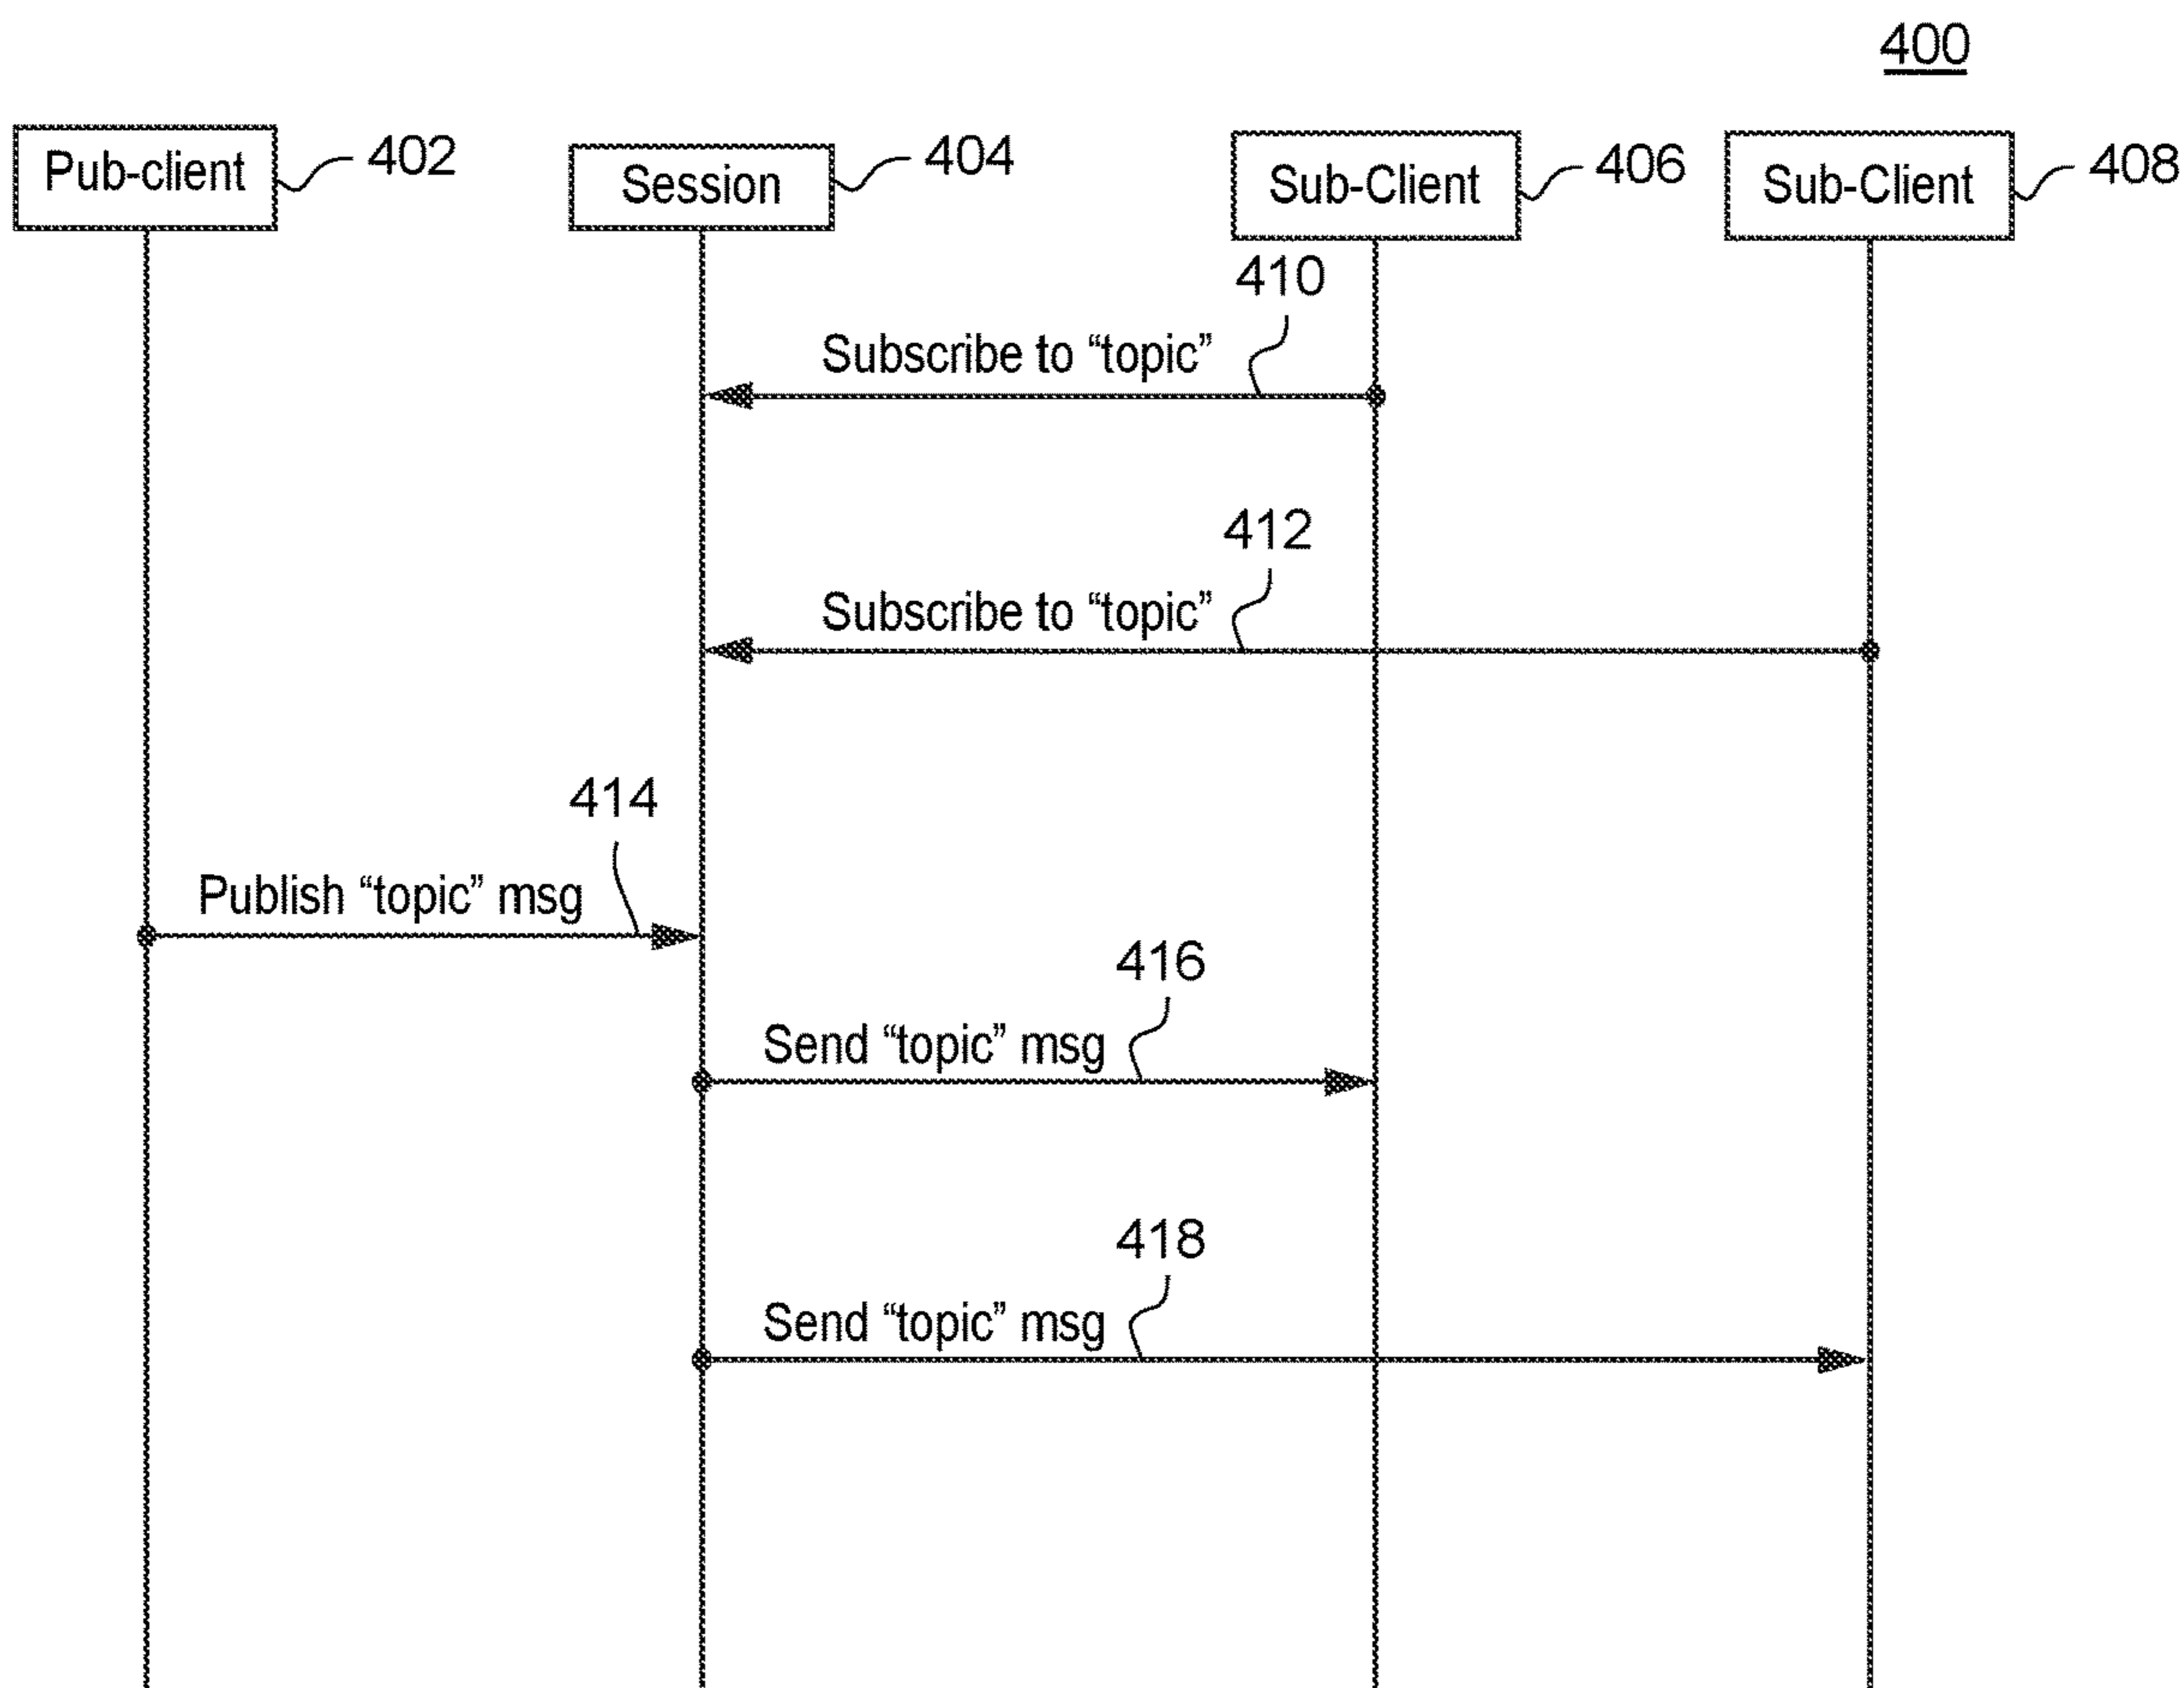 400
Pub-client
402
Session
404
Sub-Client
406
Sub-Client
408
410
Subscribe to “topic”
412
Subscribe to “topic”
414
Publish “topic” msg
416
Send “topic” msg
418
Send “topic” msg